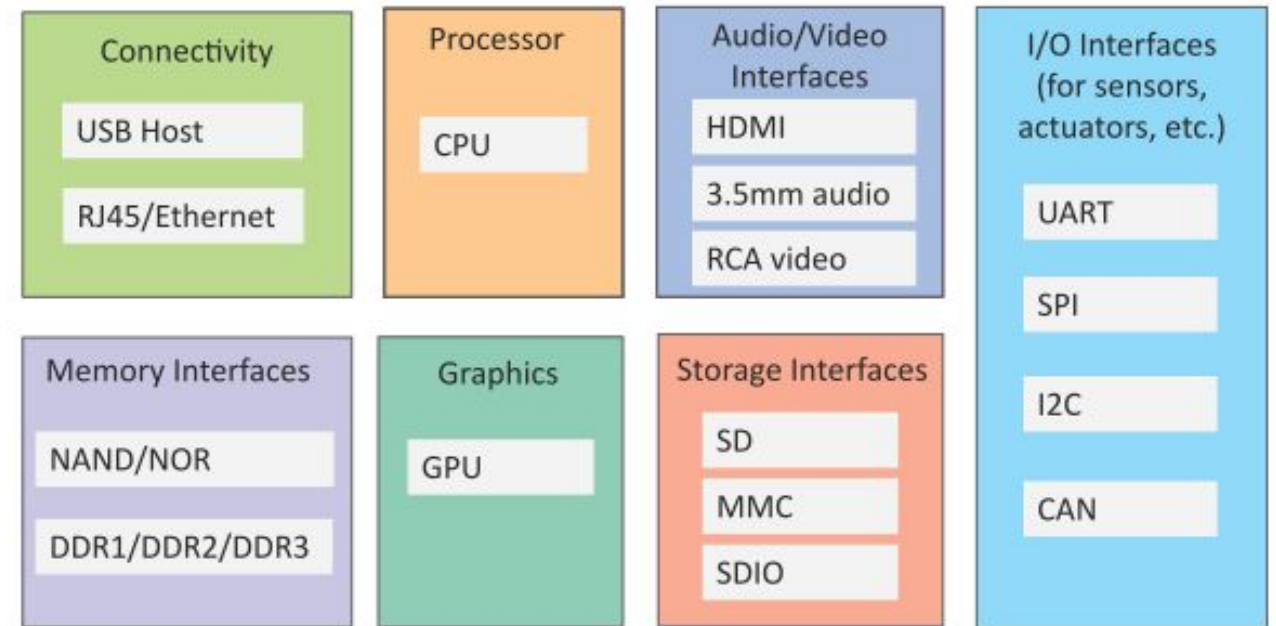 Connectivity
USB Host
RJ45/Ethernet
Processor
CPU
Audio/Video
Interfaces
HDMI
3.5mm audio
RCA video
I/O Interfaces
(for sensors,
actuators, etc.)
UART
SPI
I2C
CAN
Memory Interfaces
NAND/NOR
DDR1/DDR2/DDR3
Graphics
GPU
Storage Interfaces
SD
MMC
SDIO